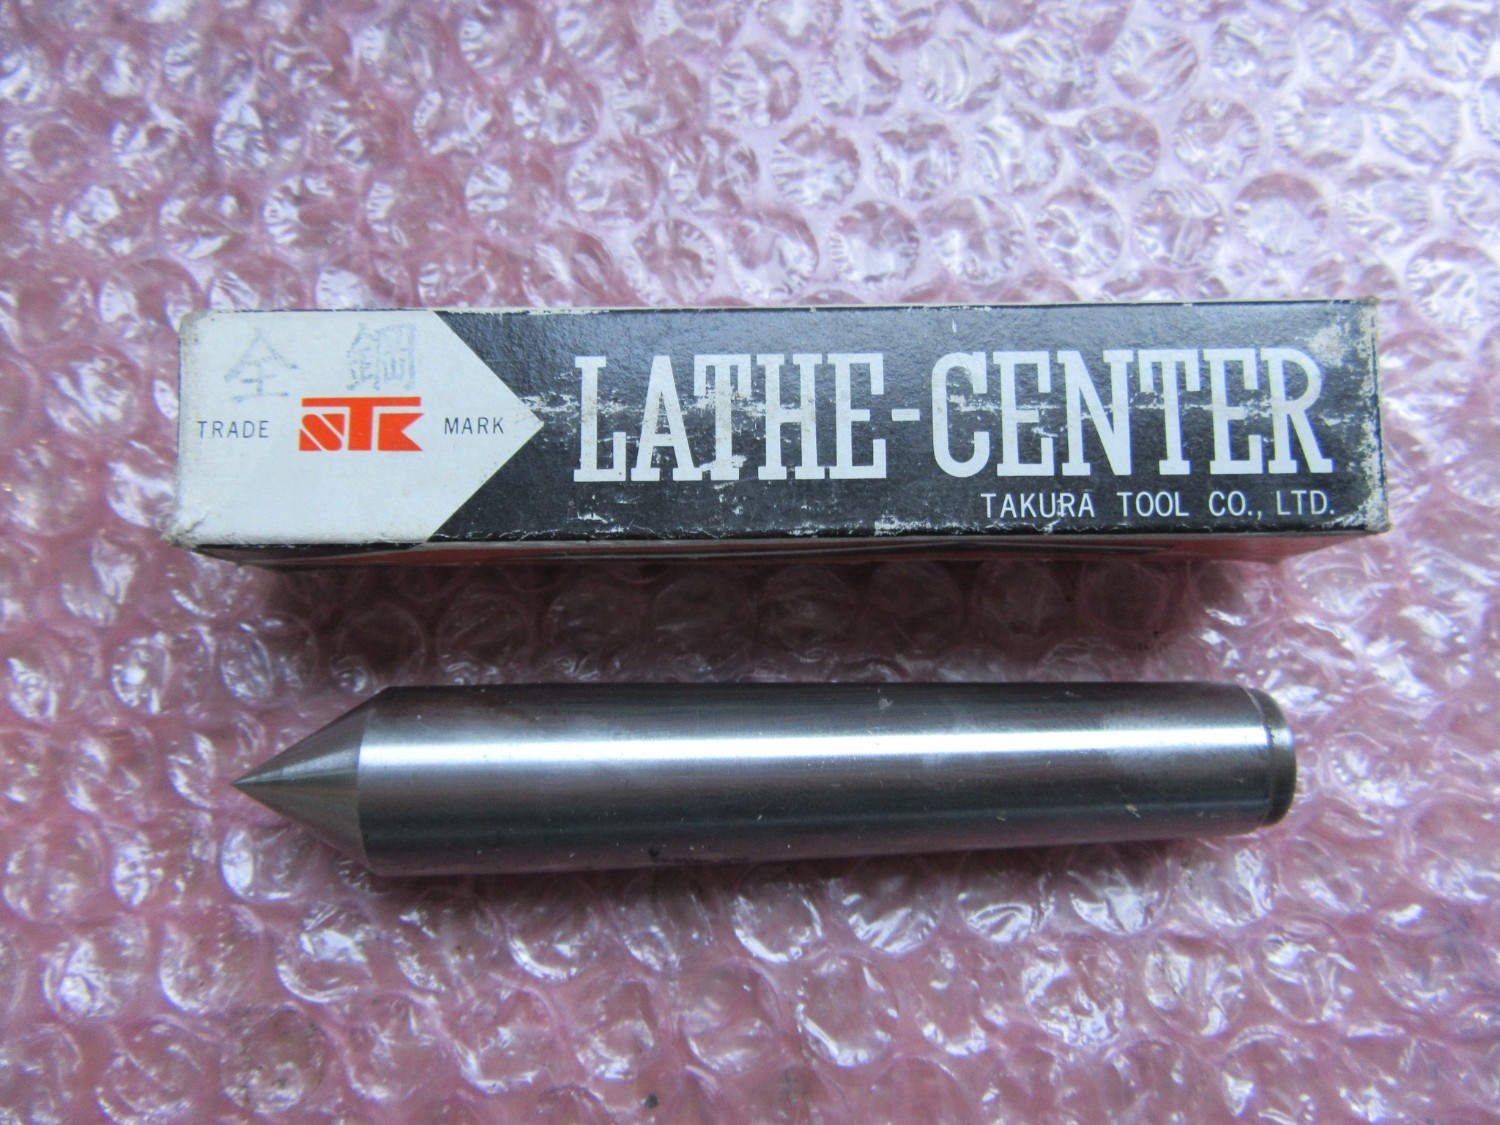 全鋼
TRADE STK MARK
LATHE-CENTER
TAKURA TOOL CO., LTD.